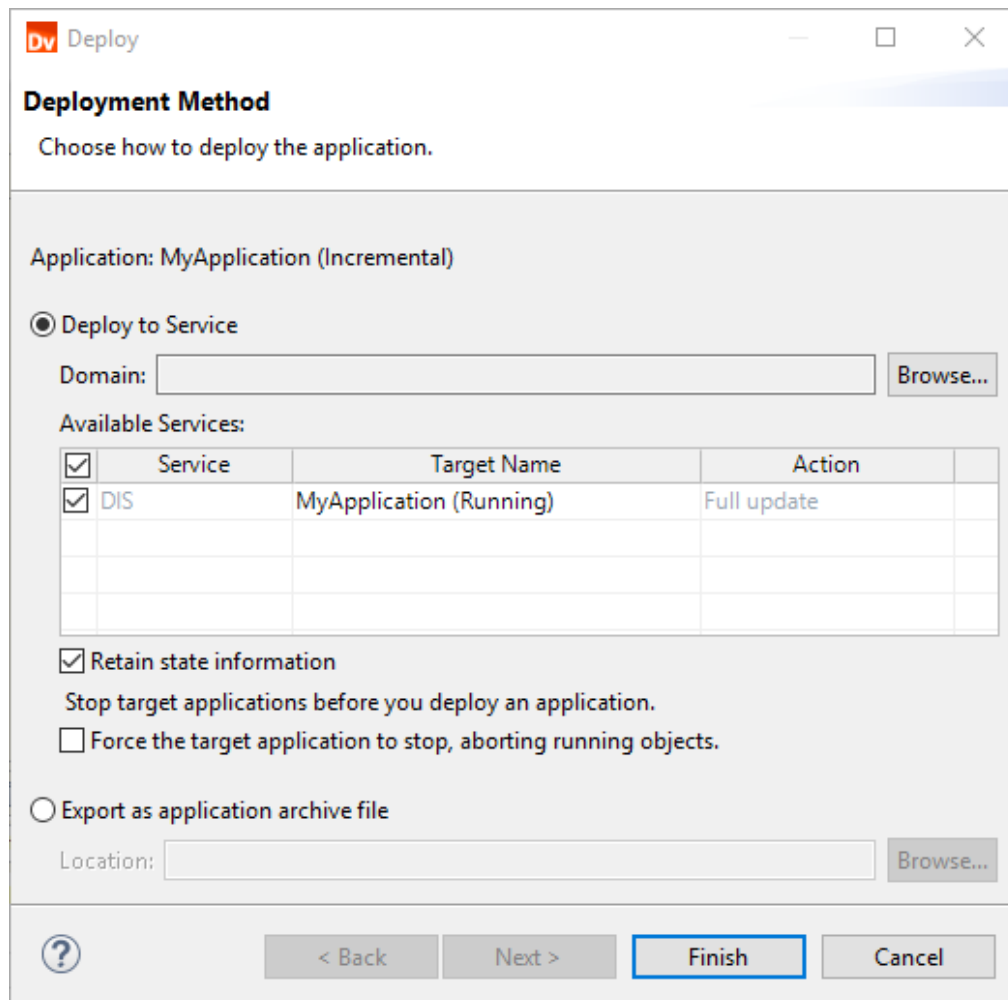 Dv Deploy
Deployment Method
Choose how to deploy the application.
Application: MyApplication (Incremental)
Deploy to Service
Domain: Browse...
Available Services:
Service Target Name Action
DIS MyApplication (Running) Full update
Retain state information
Stop target applications before you deploy an application.
Force the target application to stop, aborting running objects.
Export as application archive file
Location: Browse...
? < Back Next > Finish Cancel